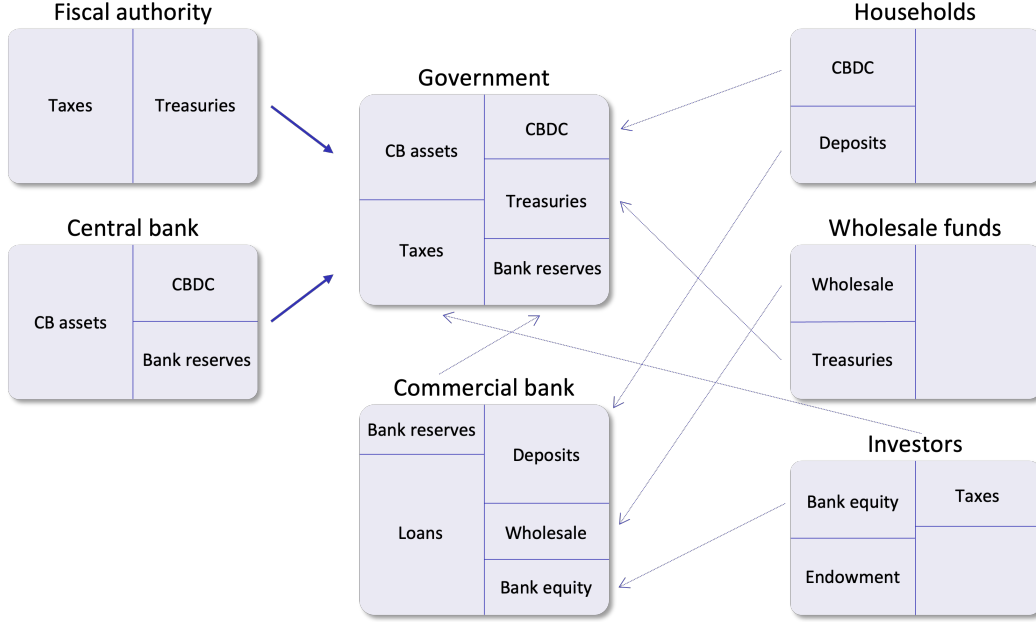 Fiscal authority
Taxes
Treasuries
Central bank
CB assets
CBDC
Bank reserves
Government
CB assets
Taxes
CBDC
Treasuries
Bank reserves
Commercial bank
Bank reserves
Loans
Deposits
Wholesale
Bank equity
Households
CBDC
Deposits
Wholesale funds
Wholesale
Treasuries
Investors
Bank equity
Endowment
Taxes